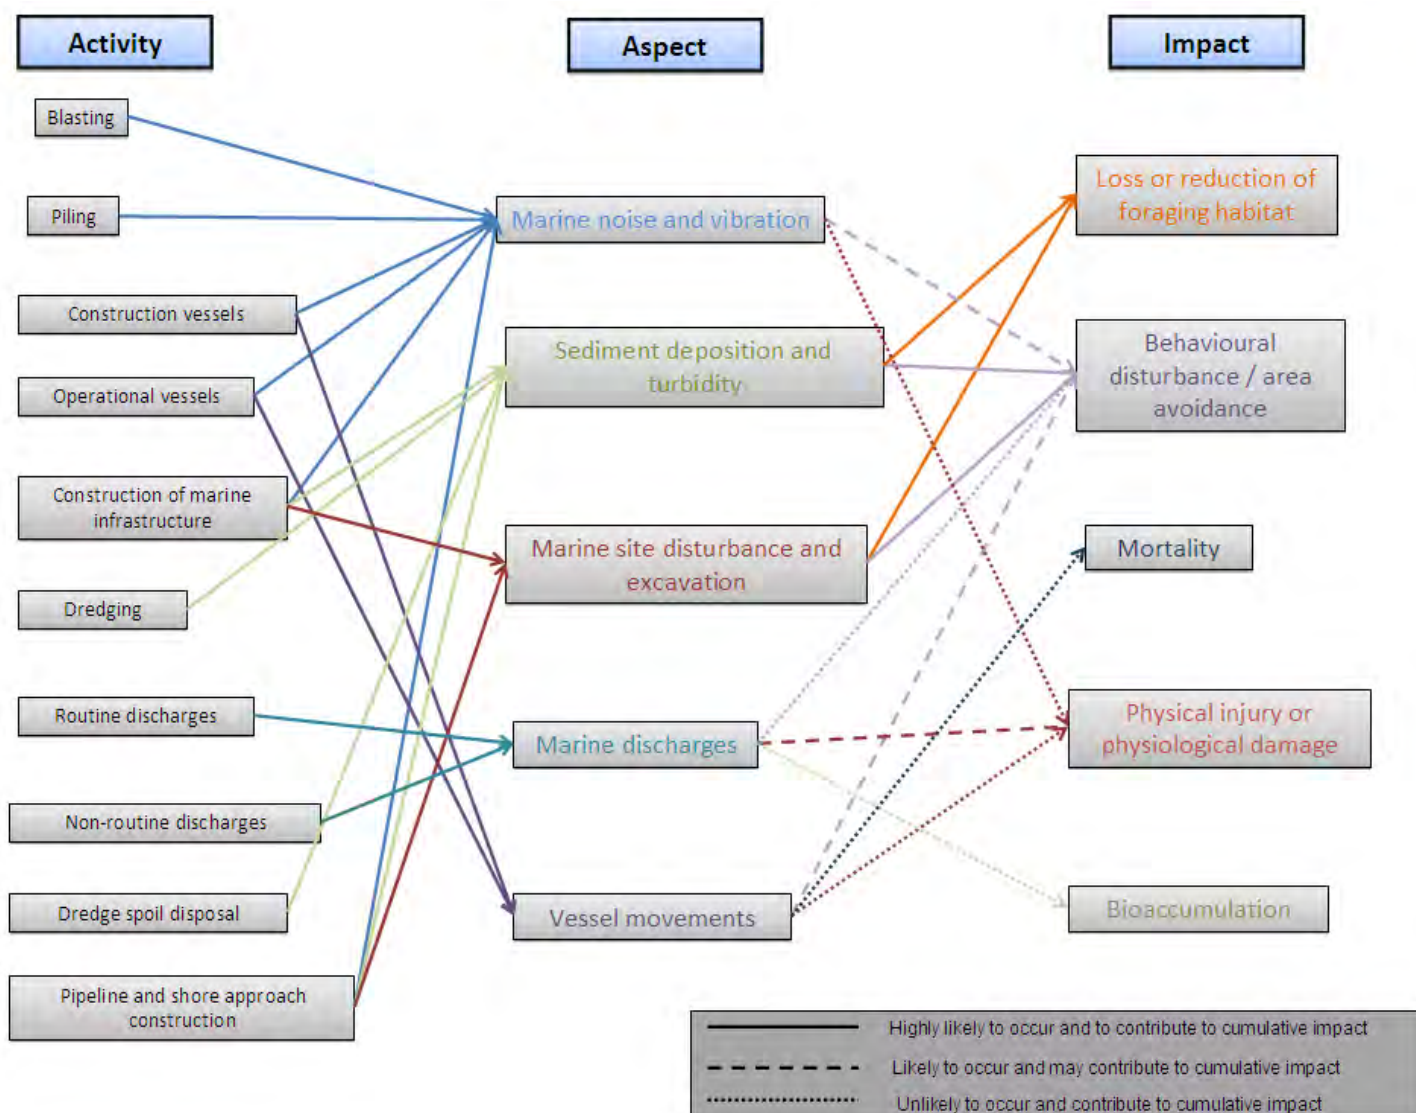 Activity
Aspect
Impact
Blasting
Piling
Construction vessels
Operational vessels
Construction of marine
infrastructure
Dredging
Routine discharges
Non-routine discharges
Dredge spoil disposal
Pipeline and shore approach
construction
Marine noise and vibration
Sediment deposition and
turbidity
Marine site disturbance and
excavation
Marine discharges
Vessel movements
Loss or reduction of
foraging habitat
Behavioural
disturbance / area
avoidance
Mortality
Physical injury or
physiological damage
Bioaccumulation
Highly likely to occur and to contribute to cumulative impact
Likely to occur and may contribute to cumulative impact
Unlikely to occur and contribute to cumulative impact